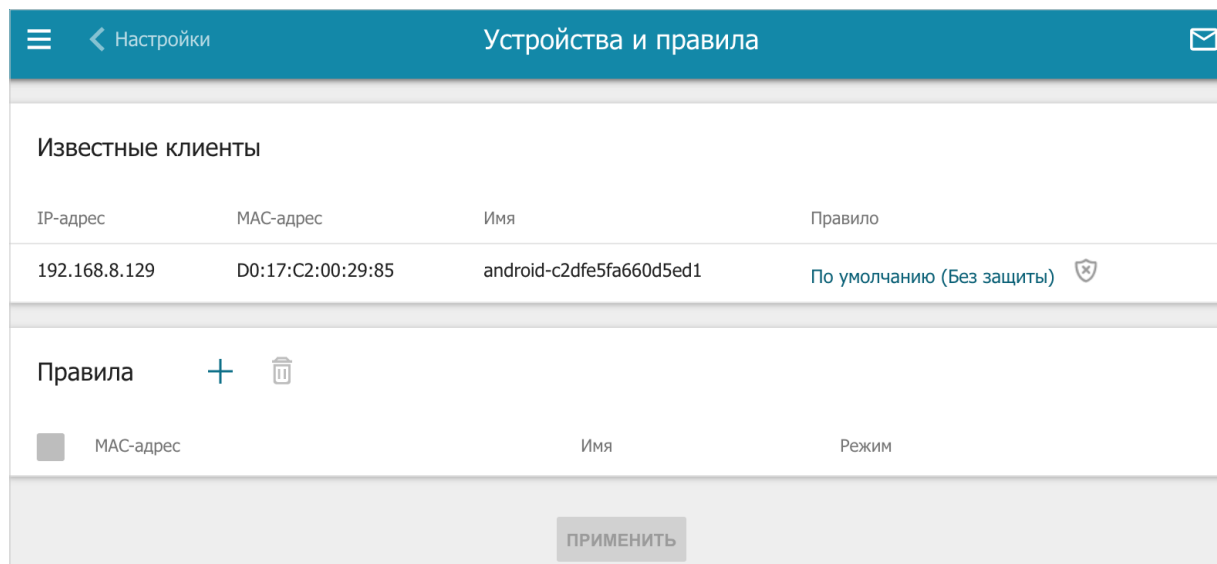 Настройки Устройства и правила
Известные клиенты
IP-адрес MAC-адрес Имя Правило
192.168.8.129 D0:17:C2:00:29:85 android-c2dfe5fa660d5ed1 По умолчанию (Без защиты)
Правила
MAC-адрес Имя Режим
ПРИМЕНИТЬ